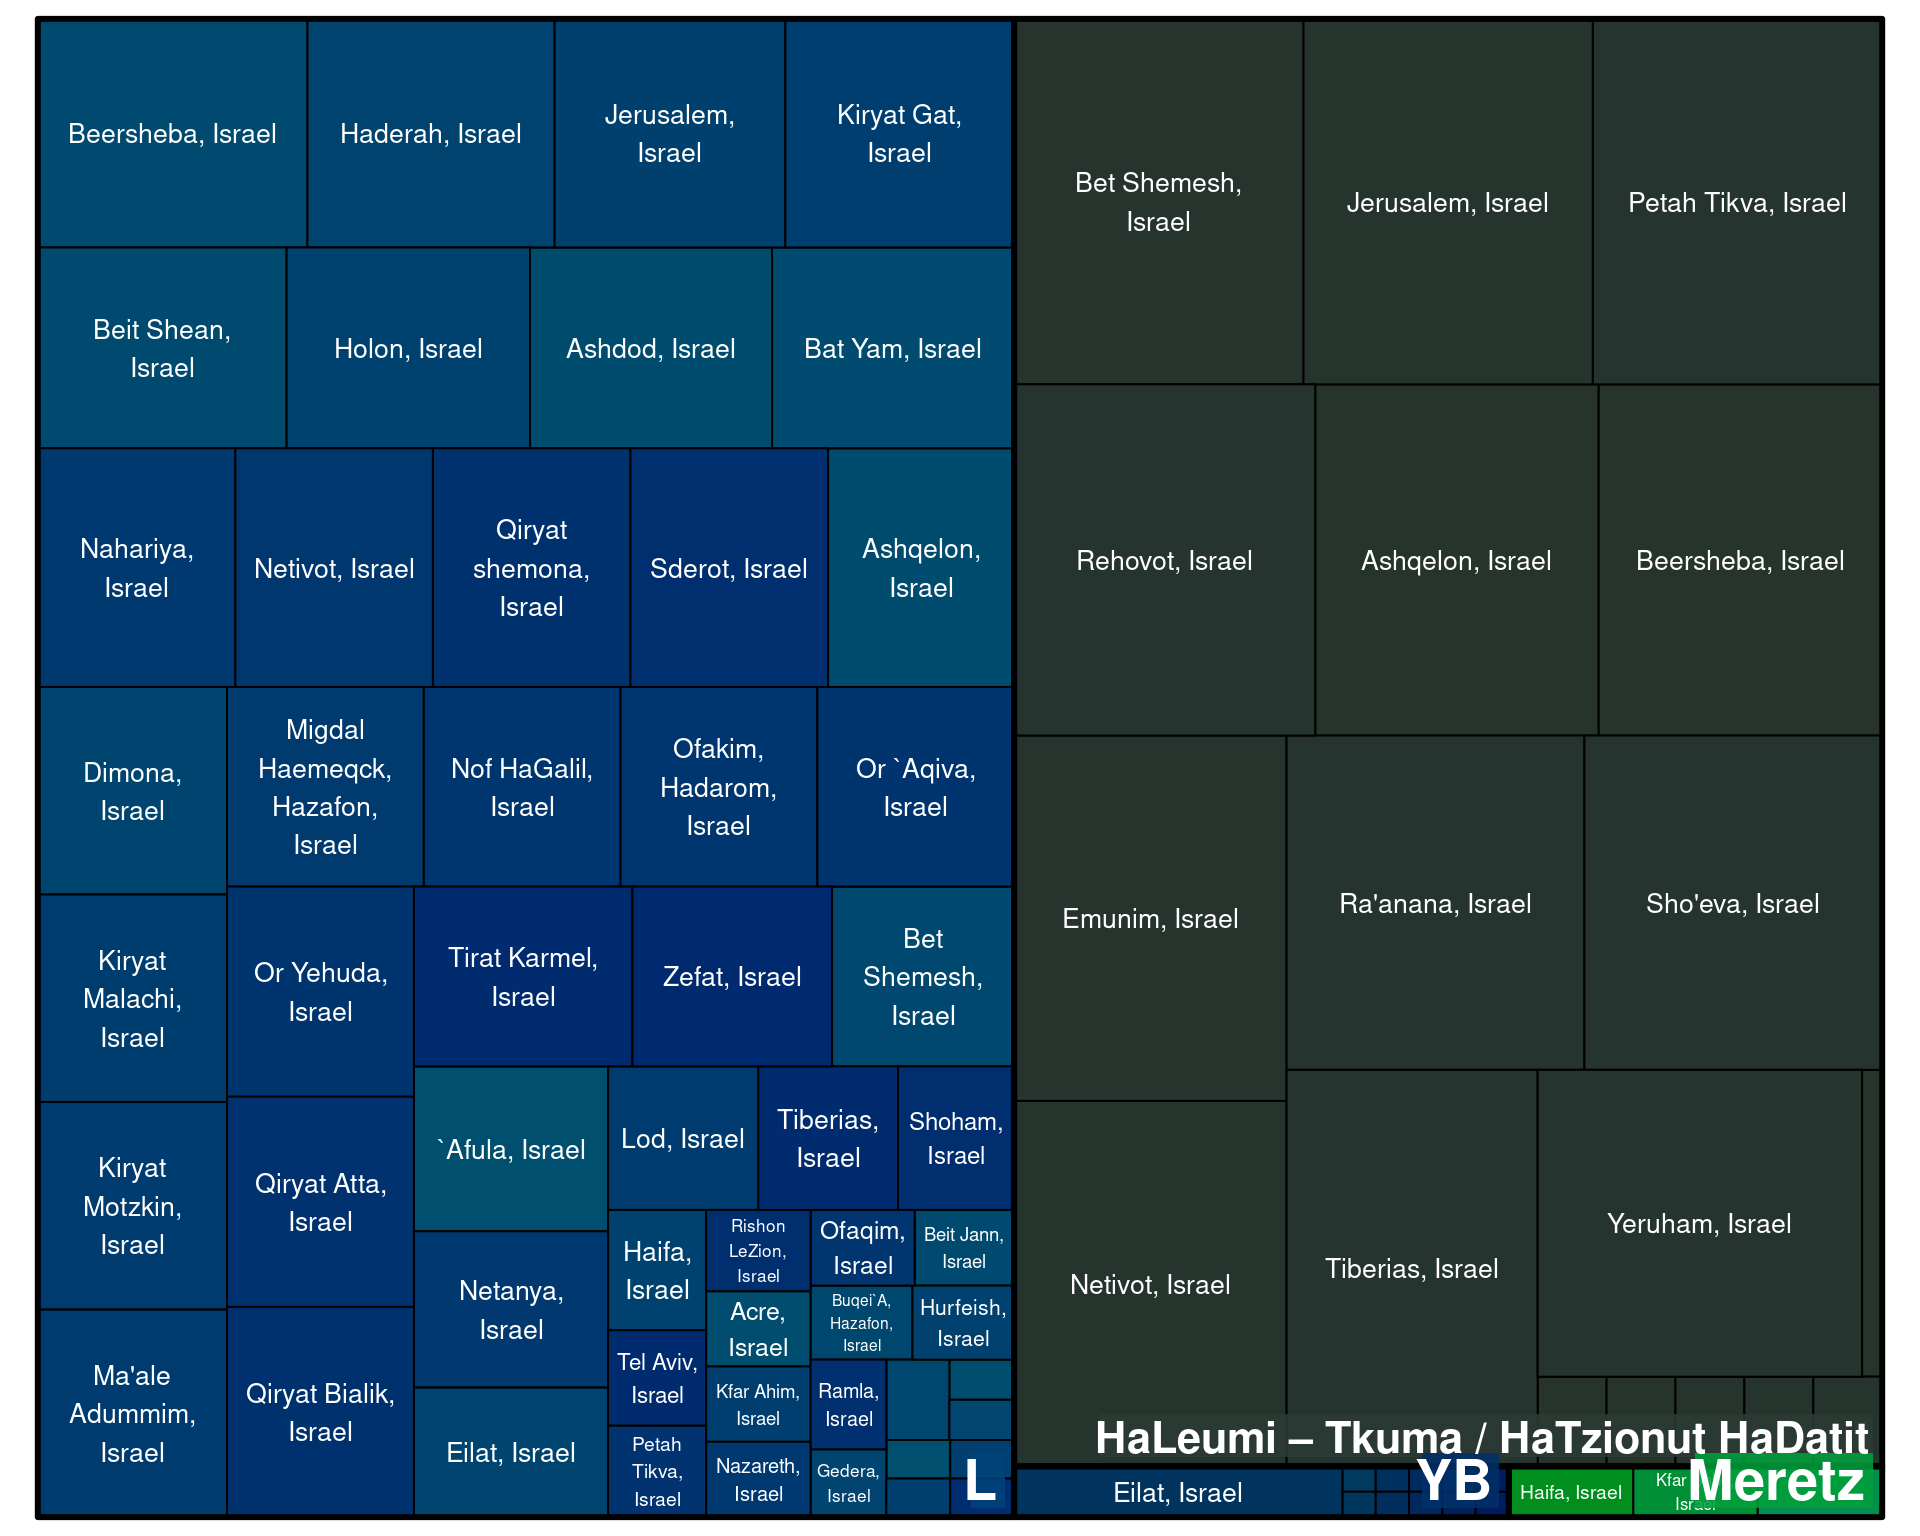 Beersheba, Israel
Haderah, Israel
Jerusalem,
Israel
Kiryat Gat,
Israel
Beit Shean,
Israel
Holon, Israel
Ashdod, Israel
Bat Yam, Israel
Nahariya,
Israel
Netivot, Israel
Qiryat
shemona,
Israel
Sderot, Israel
Ashqelon,
Israel
Dimona,
Israel
Migdal
Haemeqck,
Hazafon,
Israel
Nof HaGalil,
Israel
Ofakim,
Hadarom,
Israel
Or `Aqiva,
Israel
Kiryat
Malachi,
Israel
Or Yehuda,
Israel
Tirat Karmel,
Israel
Zefat, Israel
Bet
Shemesh,
Israel
Kiryat
Motzkin,
Israel
Qiryat Atta,
Israel
`Afula, Israel
Lod, Israel
Tiberias,
Israel
Shoham,
Israel
Ma'ale
Adummim,
Israel
Qiryat Bialik,
Israel
Netanya,
Israel
Eilat, Israel
Haifa,
Israel
Rishon
LeZion,
Israel
Ofaqim,
Israel
Beit Jann,
Israel
Acre,
Israel
Buqei`A,
Hazafon,
Israel
Hurfeish,
Israel
Tel Aviv,
Israel
Kfar Ahim,
Israel
Ramla,
Israel
Petah
Tikva,
Israel
Nazareth,
Israel
Gedera,
Israel
L
Bet Shemesh,
Israel
Jerusalem, Israel
Petah Tikva, Israel
Rehovot, Israel
Ashqelon, Israel
Beersheba, Israel
Emunim, Israel
Ra'anana, Israel
Sho'eva, Israel
Netivot, Israel
Tiberias, Israel
Yeruham, Israel
HaLeumi – Tkuma / HaTzionut HaDatit
Eilat, Israel
YB
Haifa, Israel
Kfar
Israel
Meretz